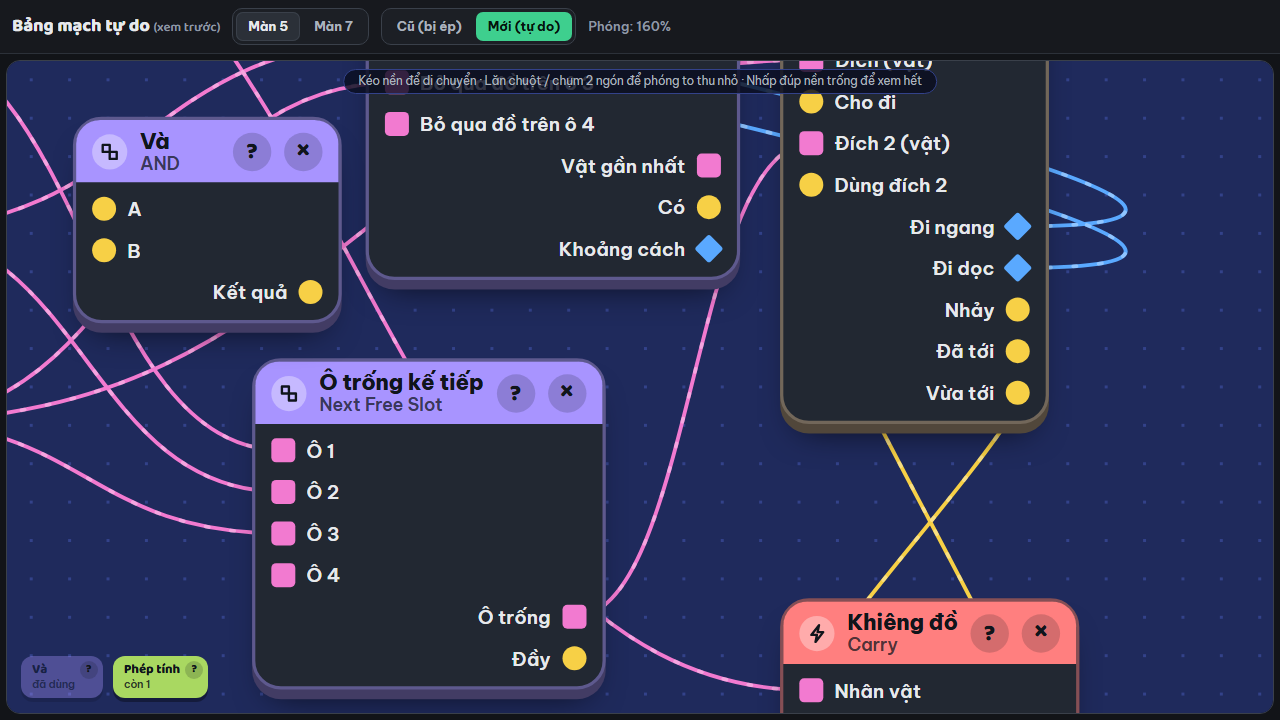 Bảng mạch tự do (xem trước)
Màn 5
Màn 7
Cũ (bị ép)
Mới (tự do)
Phóng: 160%
Kéo nền để di chuyển · Lăn chuột / chụm 2 ngón để phóng to thu nhỏ · Nhấp đúp nền trống để xem hết
Và
AND
?
×
A
B
Kết quả
Bỏ qua đồ trên ô 4
Vật gần nhất
Có
Khoảng cách
Đích (vật)
Cho đi
Đích 2 (vật)
Dùng đích 2
Đi ngang
Đi dọc
Nhảy
Đã tới
Vừa tới
Ô trống kế tiếp
Next Free Slot
?
×
Ô 1
Ô 2
Ô 3
Ô 4
Ô trống
Đầy
Khiêng đồ
Carry
?
×
Nhân vật
Và
?
đã dùng
Phép tính
?
còn 1